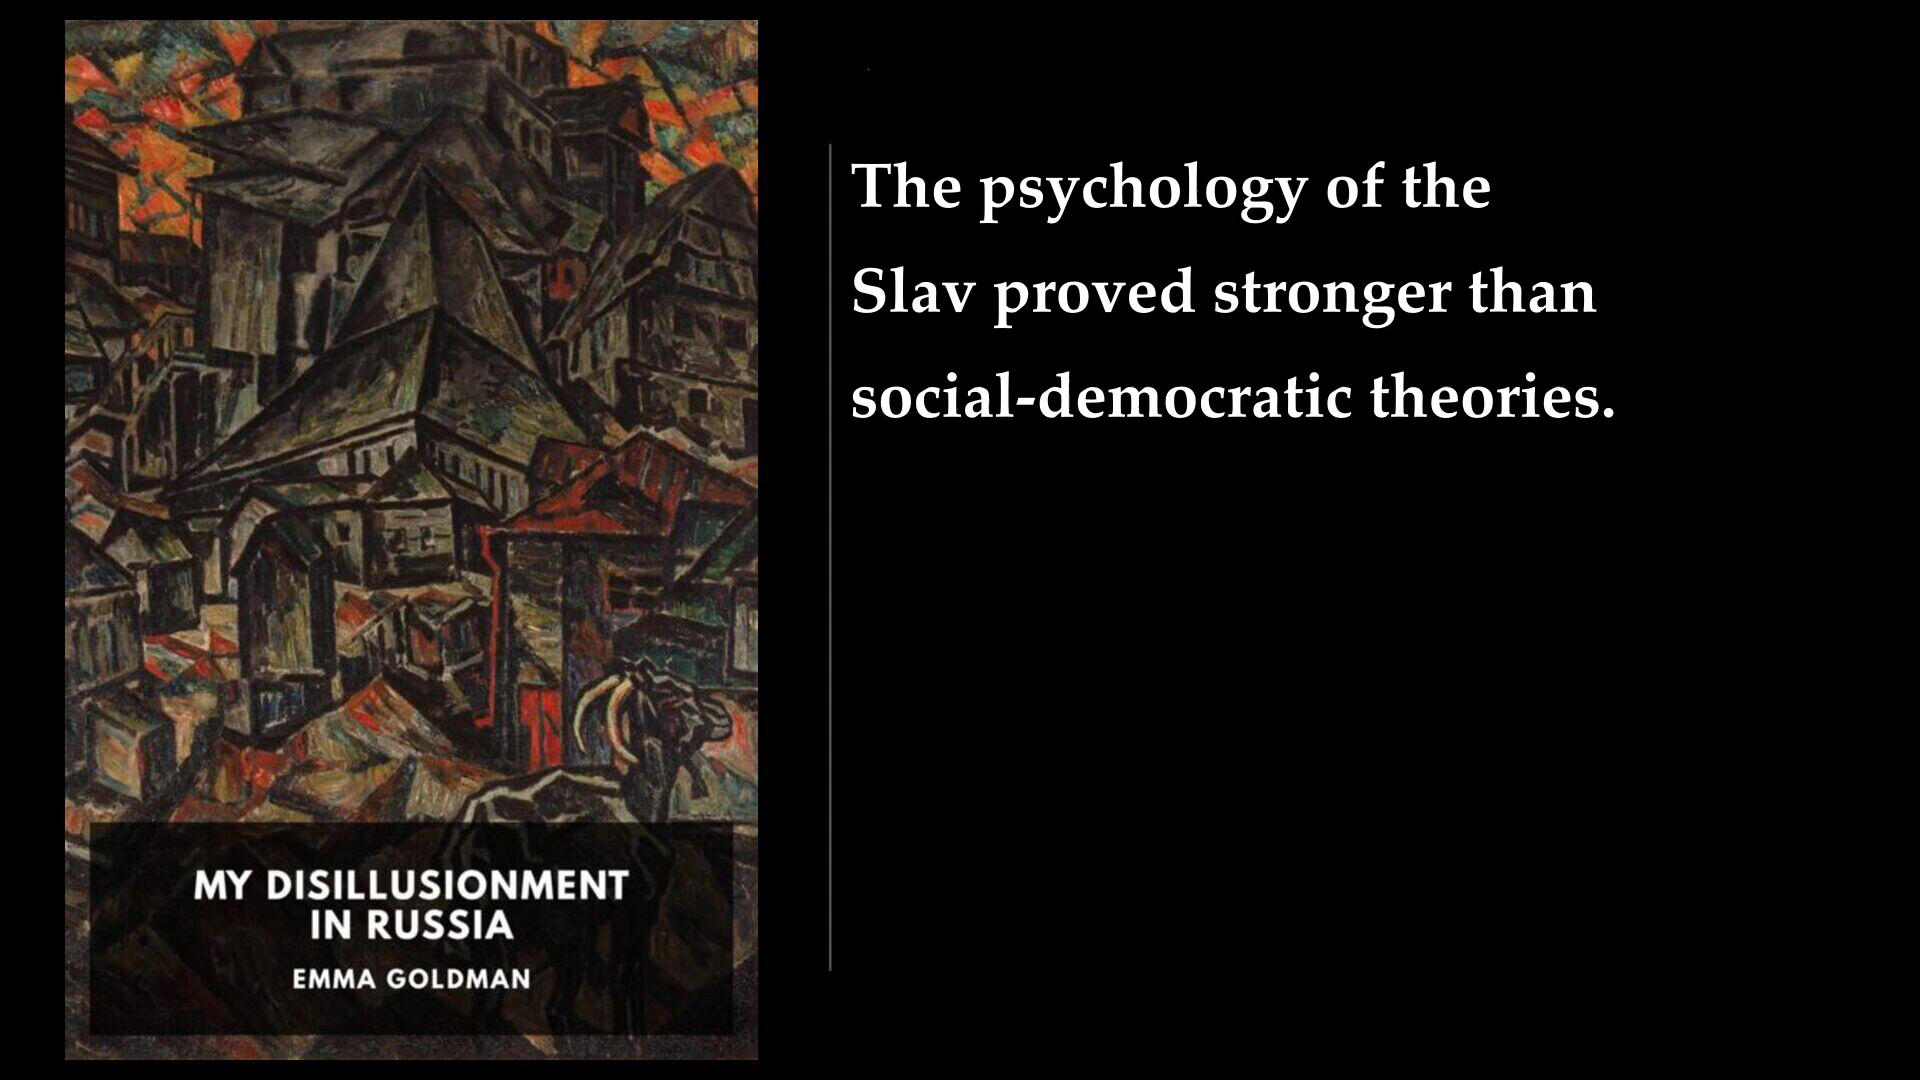 The psychology of the
Slav proved stronger than
social-democratic theories.
MY DISILLUSIONMENT
IN RUSSIA
EMMA GOLDMAN